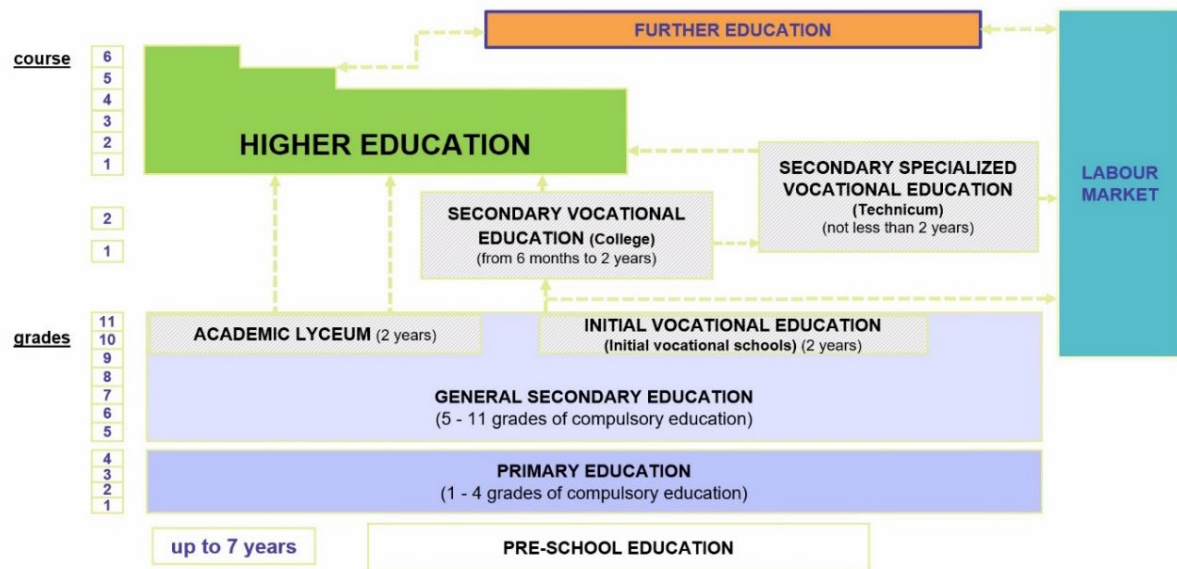 FURTHER EDUCATION
course
6
5
4
3
2
1
HIGHER EDUCATION
SECONDARY SPECIALIZED
VOCATIONAL EDUCATION
(Technicum)
(not less than 2 years)
LABOUR
MARKET
2
1
SECONDARY VOCATIONAL
EDUCATION (College)
(from 6 months to 2 years)
grades
11
10
9
8
7
6
5
ACADEMIC LYCEUM (2 years)
INITIAL VOCATIONAL EDUCATION
(Initial vocational schools) (2 years)
GENERAL SECONDARY EDUCATION
(5 - 11 grades of compulsory education)
4
3
2
1
PRIMARY EDUCATION
(1 - 4 grades of compulsory education)
up to 7 years
PRE-SCHOOL EDUCATION